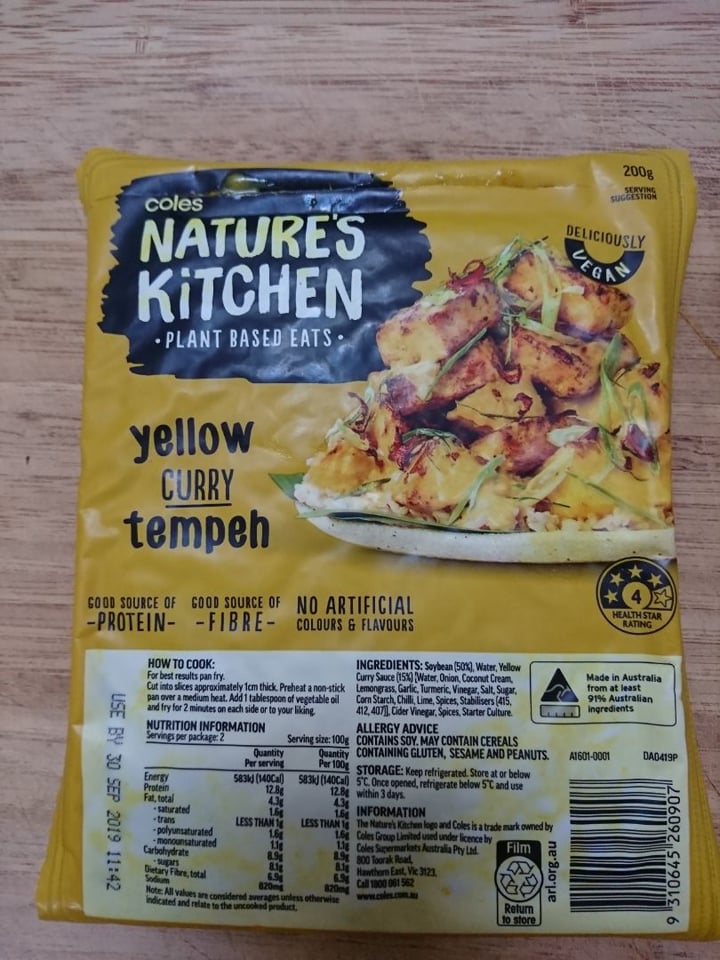 200g
SERVING
SUGGESTION
coles
NATURE'S
KiTCHEN
• PLANT BASED EATS •
DELICIOUSLY
VEGAN
yellow
CURRY
tempeh
GOOD SOURCE OF
-PROTEIN-
GOOD SOURCE OF
-FIBRE-
NO ARTIFICIAL
COLOURS & FLAVOURS
4
HEALTH STAR
RATING
HOW TO COOK:
For best results pan fry.
Cut into slices approximately 1cm thick. Preheat a non-stick
pan over a medium heat. Add 1 tablespoon of vegetable oil
and fry for 2 minutes on each side or to your liking.
NUTRITION INFORMATION
Servings per package: 2 Serving size: 100g
Quantity Quantity
Per serving Per 100g
Energy 583kJ (140Cal) 583kJ (140Cal)
Protein 12.8g 12.8g
Fat, total 4.3g 4.3g
- saturated 1.6g 1.6g
- trans LESS THAN 1g LESS THAN 1g
- polyunsaturated 1.6g 1.6g
- monounsaturated 1.1g 1.1g
Carbohydrate 8.9g 8.9g
- sugars 8.1g 8.1g
Dietary Fibre, total 6.9g 6.9g
Sodium 820mg 820mg
Note: All values are considered averages unless otherwise
indicated and relate to the uncooked product.
USE BY 30 SEP 2019 11:42
INGREDIENTS: Soybean (50%), Water, Yellow
Curry Sauce (15%) [Water, Onion, Coconut Cream,
Lemongrass, Garlic, Turmeric, Vinegar, Salt, Sugar,
Corn Starch, Chilli, Lime, Spices, Stabilisers (415,
412, 407)], Cider Vinegar, Spices, Starter Culture.
ALLERGY ADVICE
CONTAINS SOY. MAY CONTAIN CEREALS
CONTAINING GLUTEN, SESAME AND PEANUTS.
STORAGE: Keep refrigerated. Store at or below
5°C. Once opened, refrigerate below 5°C and use
within 3 days.
INFORMATION
The Nature's Kitchen logo and Coles is a trade mark owned by
Coles Group Limited used under licence by
Coles Supermarkets Australia Pty Ltd.
800 Toorak Road,
Hawthorn East, Vic 3123.
Call 1800 061 562
www.coles.com.au
Made in Australia
from at least
91% Australian
ingredients
A1601-0001 DA0419P
Film
Return
to store
arl.org.au
9 310645 260907